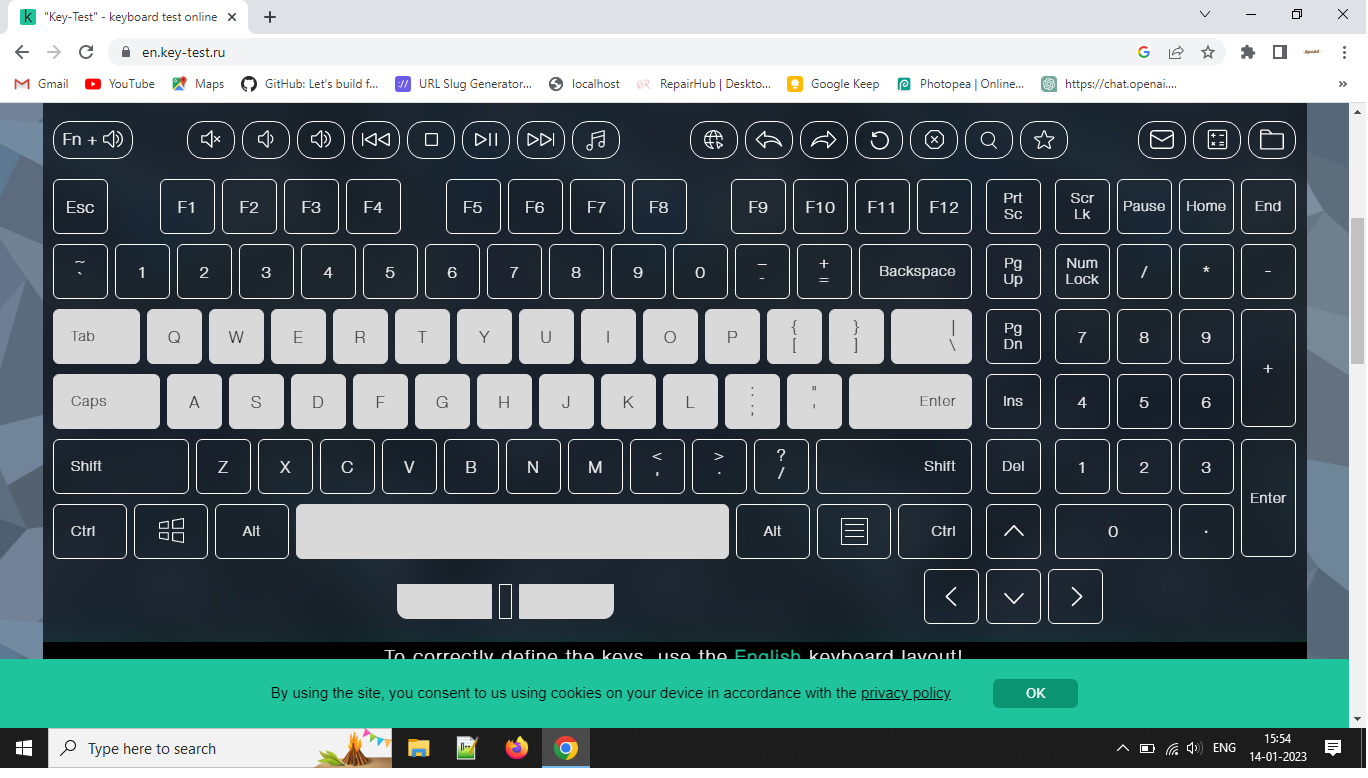 "Key-Test" - keyboard test online
en.key-test.ru
Gmail YouTube Maps GitHub: Let's build f... URL Slug Generator... localhost RepairHub | Deskto... Google Keep Photopea | Online... https://chat.openai.... »
Fn +
Esc F1 F2 F3 F4 F5 F6 F7 F8 F9 F10 F11 F12 Prt Sc Scr Lk Pause Home End
~ ` 1 2 3 4 5 6 7 8 9 0 _ - + = Backspace Pg Up Num Lock / * -
Tab Q W E R T Y U I O P { [ } ] | \ Pg Dn 7 8 9 +
Caps A S D F G H J K L : ; " ' Enter Ins 4 5 6
Shift Z X C V B N M < , > . ? / Shift Del 1 2 3 Enter
Ctrl Alt Alt Ctrl 0 .
To correctly define the keys, use the English keyboard layout!
By using the site, you consent to us using cookies on your device in accordance with the privacy policy OK
Type here to search ENG 15:54
14-01-2023